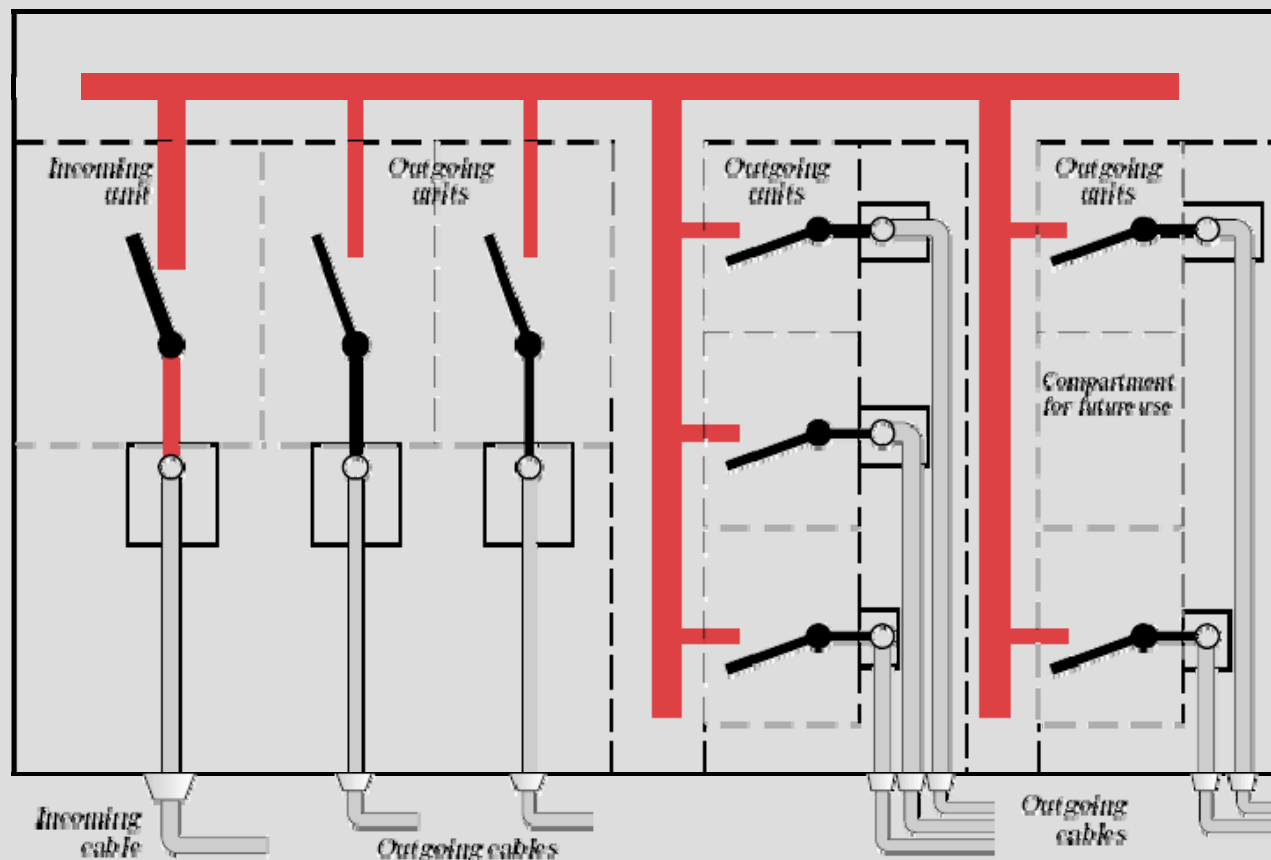 Incoming
unit
Outgoing
units
Outgoing
units
Outgoing
units
Compartment
for future use
Incoming
cable
Outgoing cables
Outgoing
cables